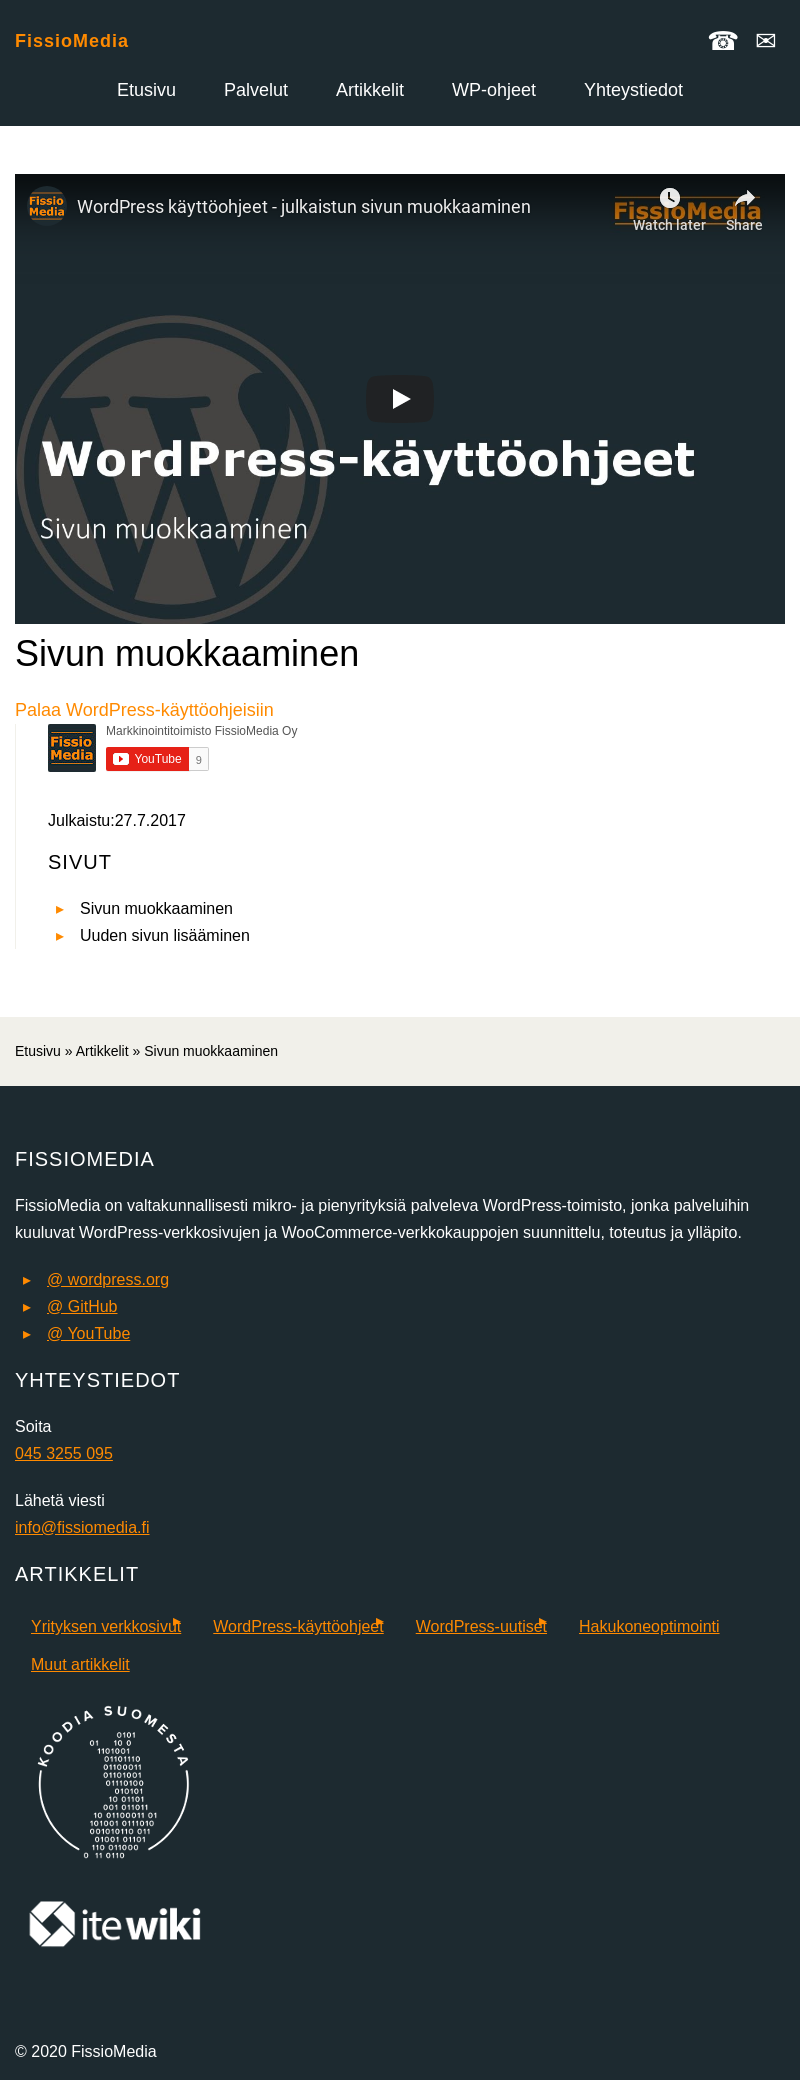 FissioMedia
Etusivu Palvelut Artikkelit WP-ohjeet Yhteystiedot
Fissio
Media
WordPress käyttöohjeet - julkaistun sivun muokkaaminen
FissioMedia
Watch later Share
WordPress-käyttöohjeet
Sivun muokkaaminen
Sivun muokkaaminen
Palaa WordPress-käyttöohjeisiin
Fissio
Media
Markkinointitoimisto FissioMedia Oy
YouTube 9
Julkaistu:27.7.2017
SIVUT
Sivun muokkaaminen
Uuden sivun lisääminen
Etusivu » Artikkelit » Sivun muokkaaminen
FISSIOMEDIA
FissioMedia on valtakunnallisesti mikro- ja pienyrityksiä palveleva WordPress-toimisto, jonka palveluihin
kuuluvat WordPress-verkkosivujen ja WooCommerce-verkkokauppojen suunnittelu, toteutus ja ylläpito.
@ wordpress.org
@ GitHub
@ YouTube
YHTEYSTIEDOT
Soita
045 3255 095
Lähetä viesti
info@fissiomedia.fi
ARTIKKELIT
Yrityksen verkkosivut WordPress-käyttöohjeet WordPress-uutiset Hakukoneoptimointi
Muut artikkelit
KOODIA SUOMESTA
0101
01 10 0
1101001
01101110
01100011
01101001
01110100
010101
10 01101
001 011011
10 01100011 01
101001 0111010
001010110 011
01001 01101
110 011000
0 11 0110
itewiki
© 2020 FissioMedia